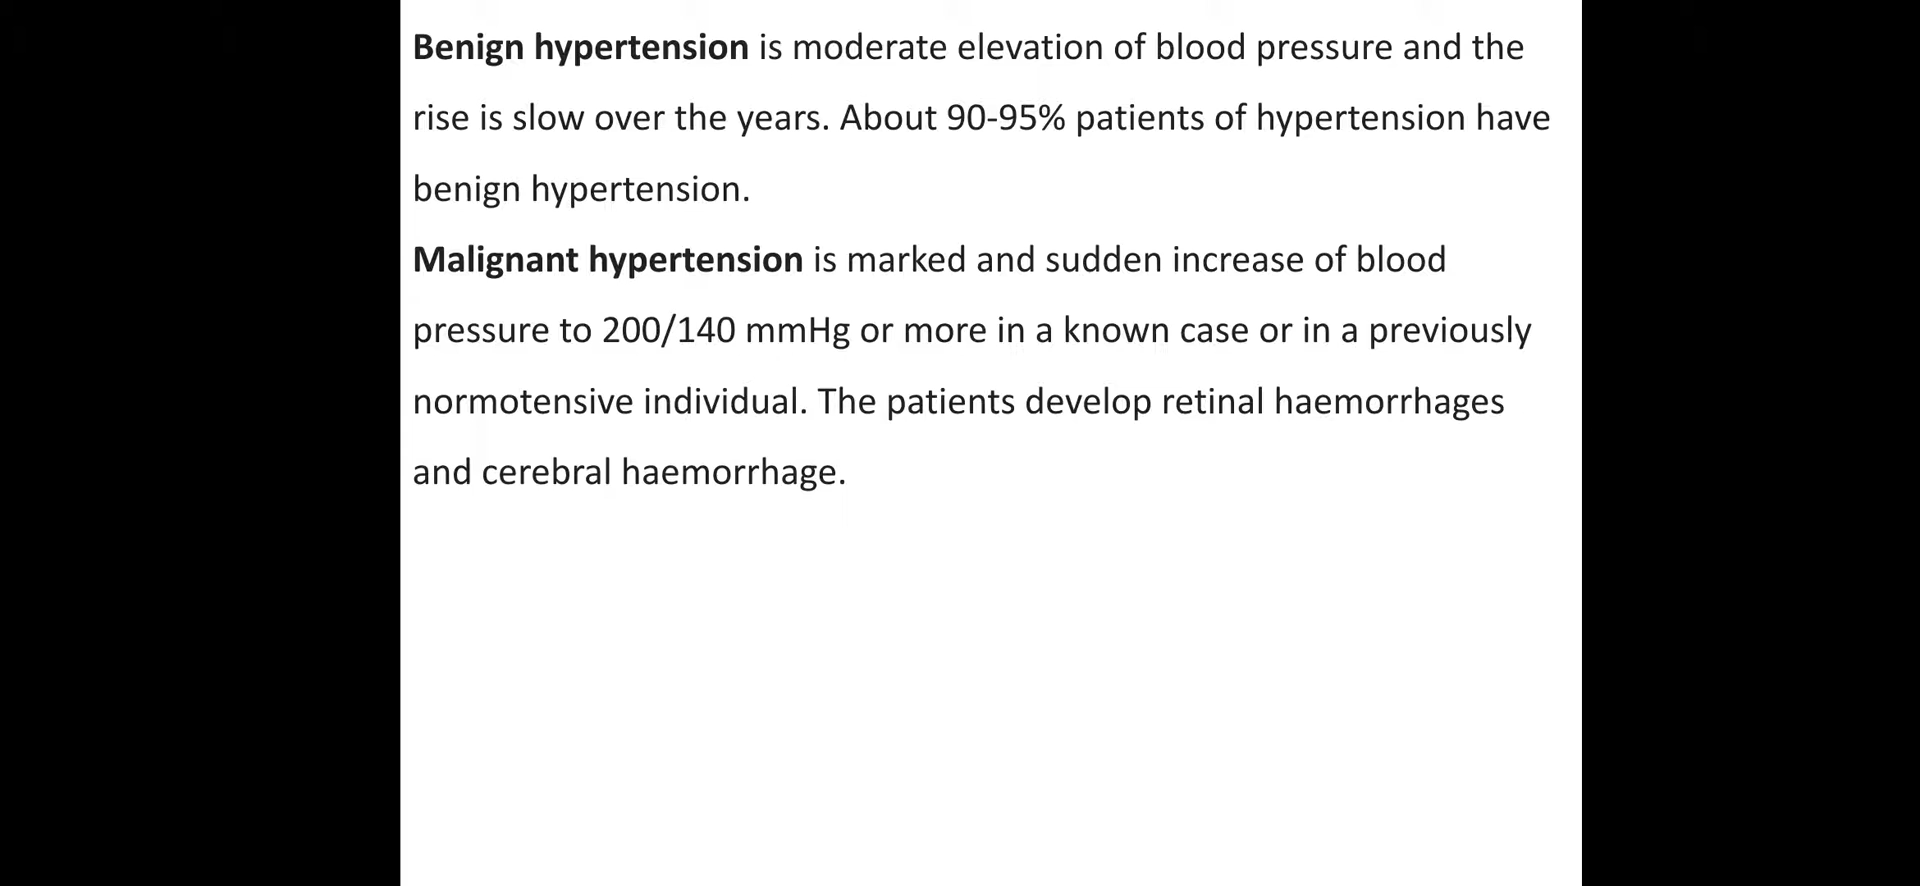 Benign hypertension is moderate elevation of blood pressure and the
rise is slow over the years. About 90-95% patients of hypertension have
benign hypertension.
Malignant hypertension is marked and sudden increase of blood
pressure to 200/140 mmHg or more in a known case or in a previously
normotensive individual. The patients develop retinal haemorrhages
and cerebral haemorrhage.